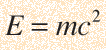 E = mc²